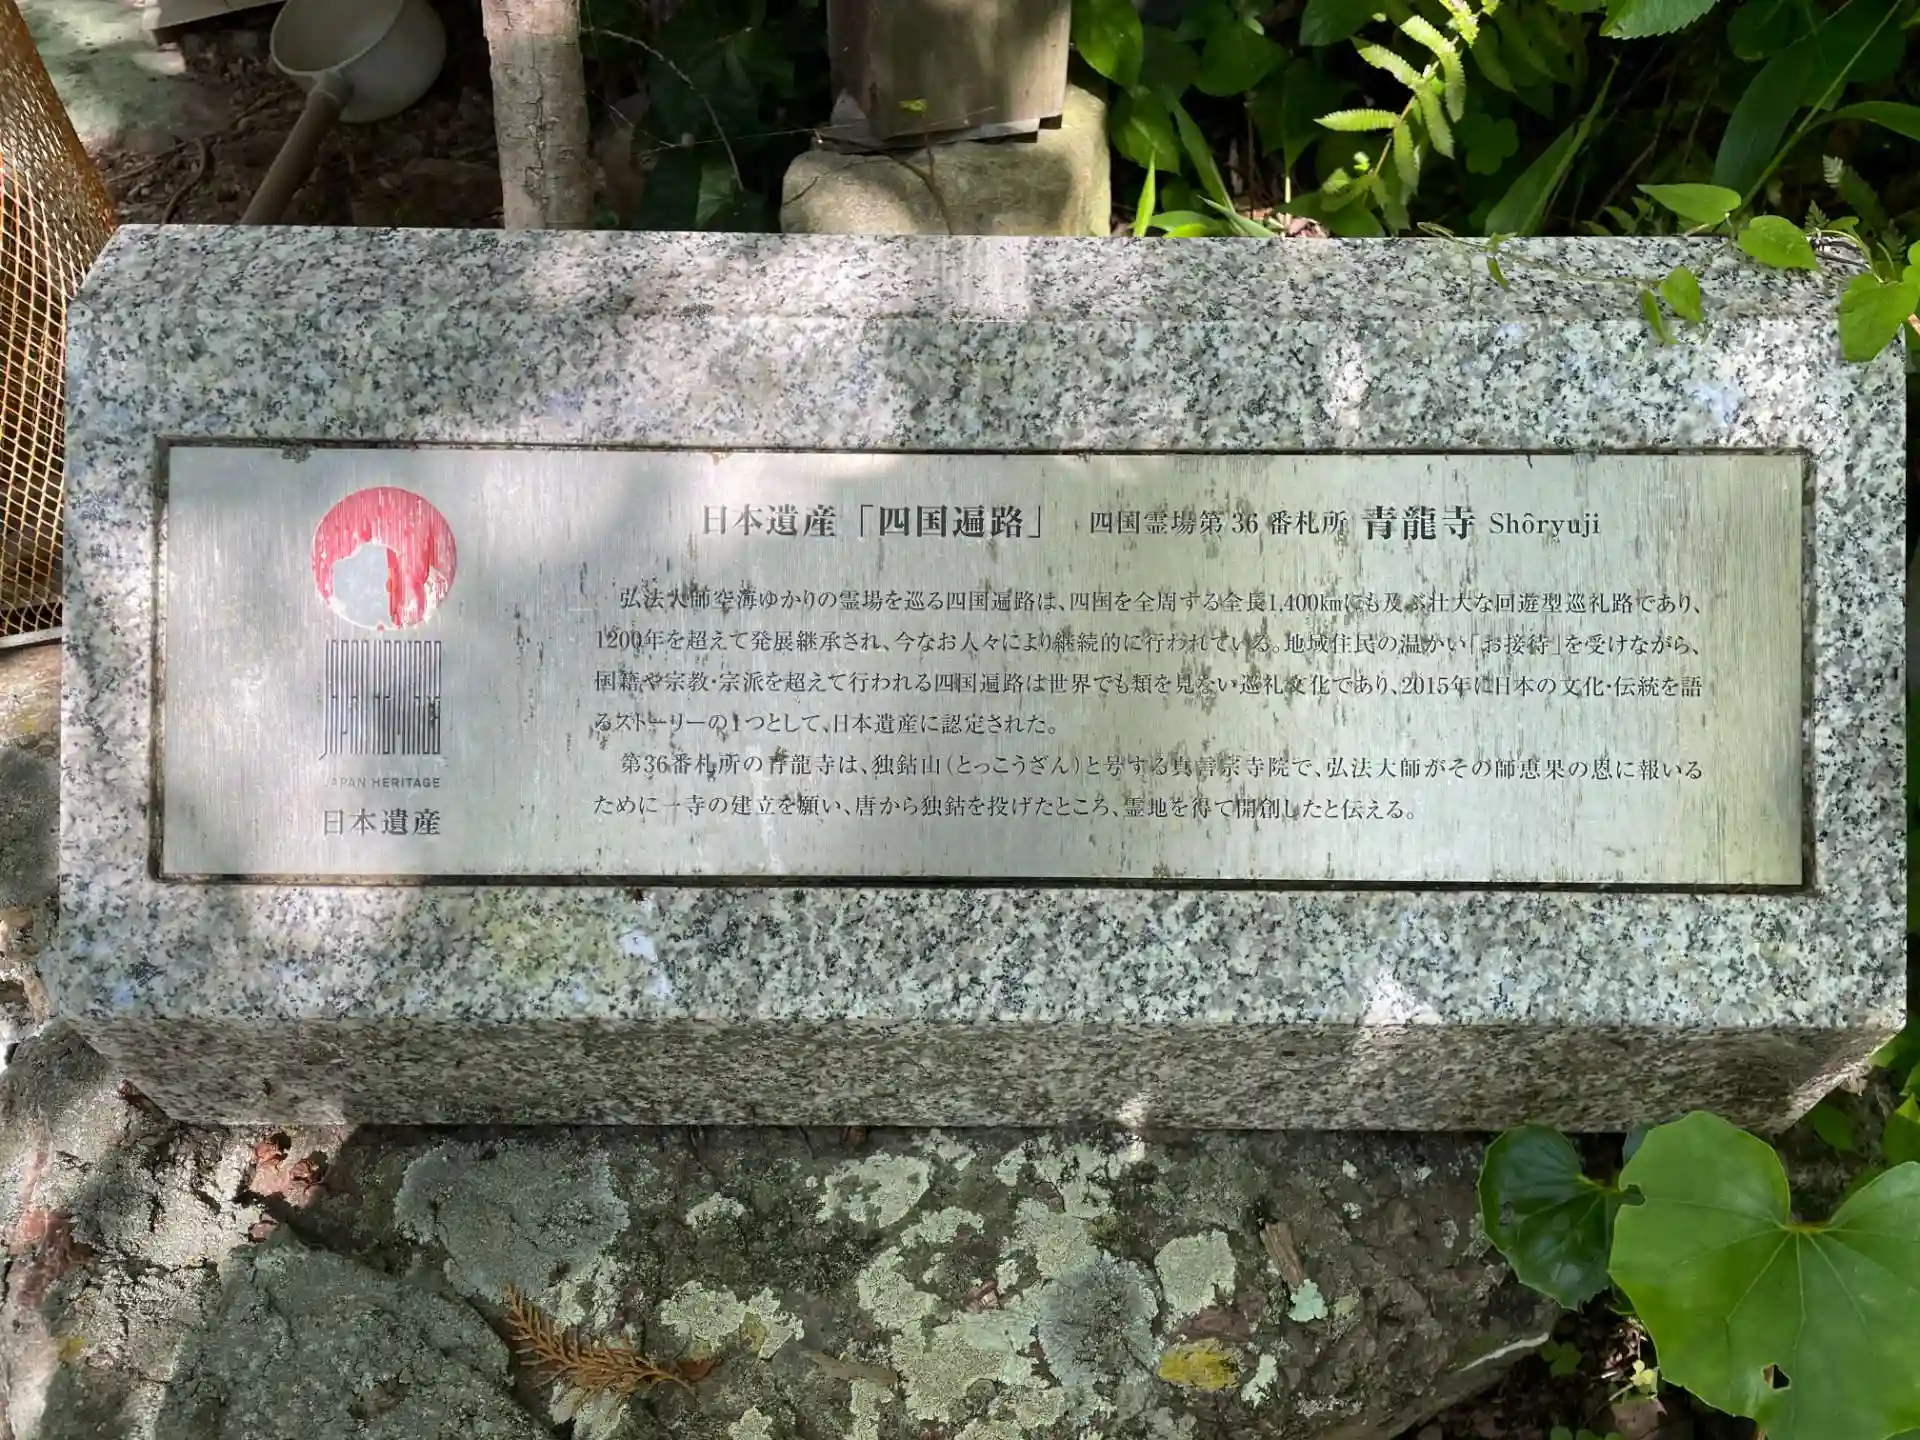 日本遺産「四国遍路」 四国霊場第36番札所 青龍寺 Shôryuji
弘法大師空海ゆかりの霊場を巡る四国遍路は、四国を全周する全長1,400kmにも及ぶ壮大な回遊型巡礼路であり、
1200年を超えて発展継承され、今なお人々により継続的に行われている。地域住民の温かい「お接待」を受けながら、
国籍や宗教・宗派を超えて行われる四国遍路は世界でも類を見ない巡礼文化であり、2015年に日本の文化・伝統を語
るストーリーの1つとして、日本遺産に認定された。
第36番札所の青龍寺は、独鈷山(とっこうざん)と号する真言宗寺院で、弘法大師がその師恵果の恩に報いる
ために一寺の建立を願い、唐から独鈷を投げたところ、霊地を得て開創したと伝える。
JAPAN HERITAGE
JAPAN HERITAGE
日本遺産